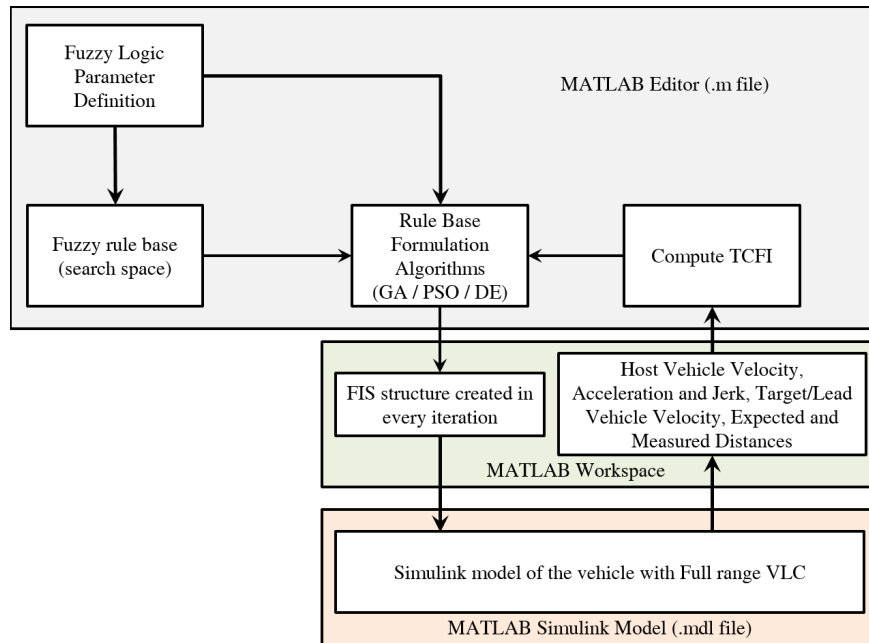 Fuzzy Logic
Parameter
Definition
MATLAB Editor (.m file)
Fuzzy rule base
(search space)
Rule Base
Formulation
Algorithms
(GA / PSO / DE)
Compute TCFI
FIS structure created in
every iteration
Host Vehicle Velocity,
Acceleration and Jerk, Target/Lead
Vehicle Velocity, Expected and
Measured Distances
MATLAB Workspace
Simulink model of the vehicle with Full range VLC
MATLAB Simulink Model (.mdl file)